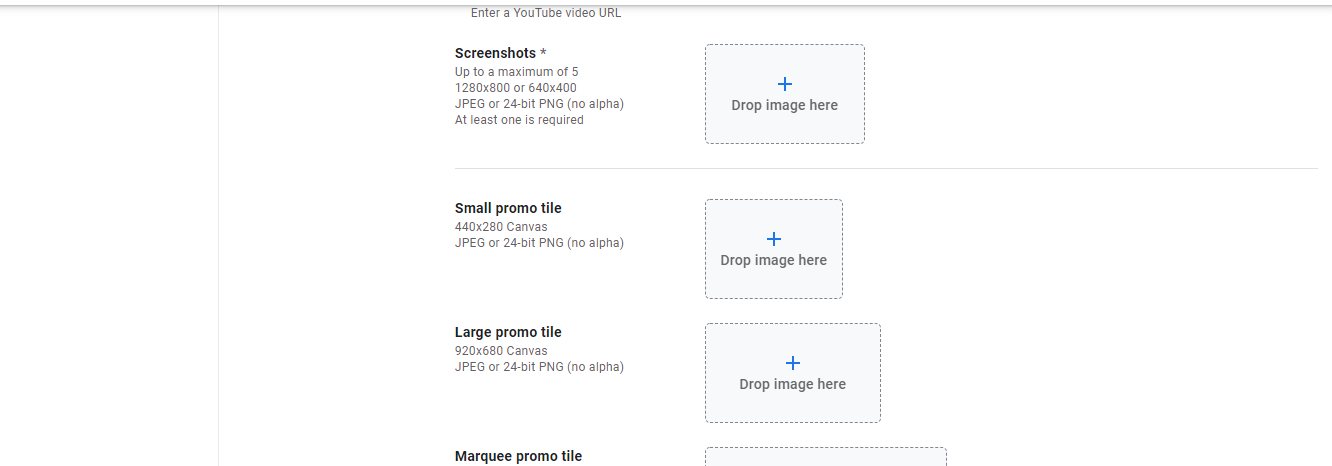 Enter a YouTube video URL
Screenshots *
Up to a maximum of 5
1280x800 or 640x400
JPEG or 24-bit PNG (no alpha)
At least one is required
Drop image here
Small promo tile
440x280 Canvas
JPEG or 24-bit PNG (no alpha)
Drop image here
Large promo tile
920x680 Canvas
JPEG or 24-bit PNG (no alpha)
Drop image here
Marquee promo tile